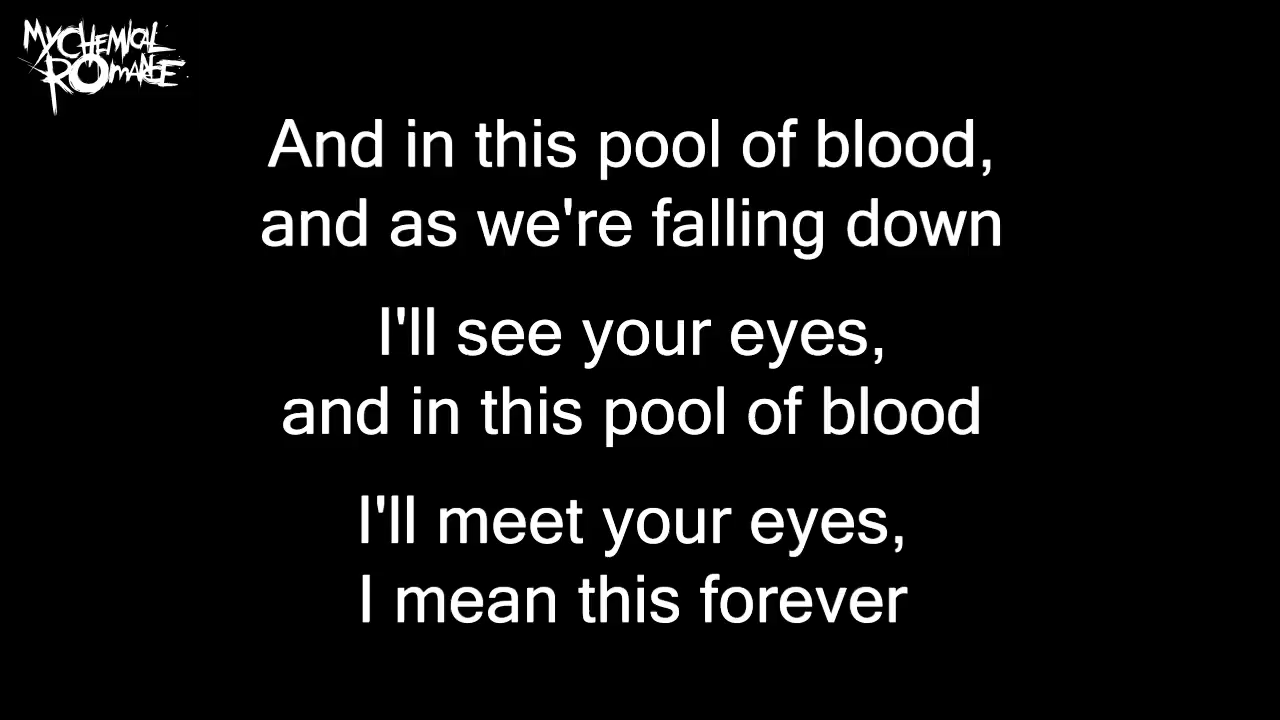 MY CHEMICAL
ROMANCE
And in this pool of blood,
and as we're falling down
I'll see your eyes,
and in this pool of blood
I'll meet your eyes,
I mean this forever